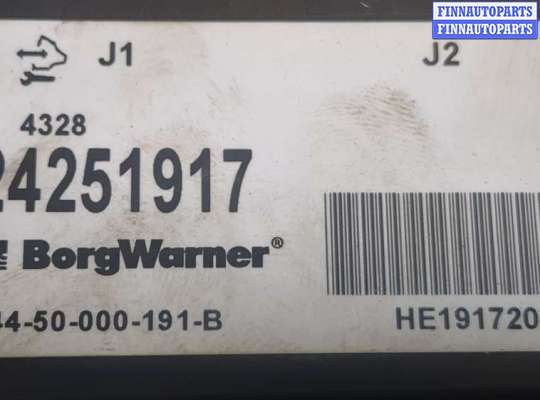 FINNAUTOPARTS
FINNAUTOPARTS
J1
J2
4328
24251917
BorgWarner®
44-50-000-191-B
HE191720